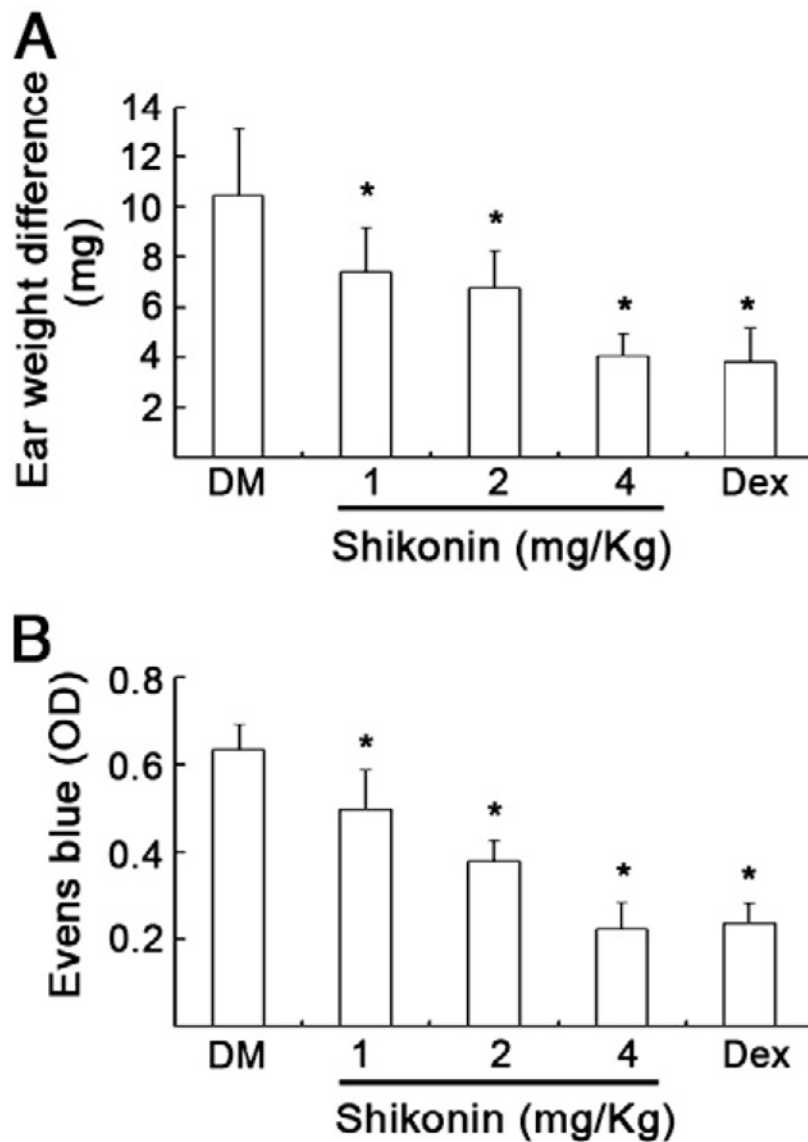 A
Ear weight difference
(mg)
14
12
10
8
6
4
2
*
*
*
*
DM 1 2 4 Dex
Shikonin (mg/Kg)
B
Evens blue (OD)
0.8
0.6
0.4
0.2
*
*
*
*
DM 1 2 4 Dex
Shikonin (mg/Kg)